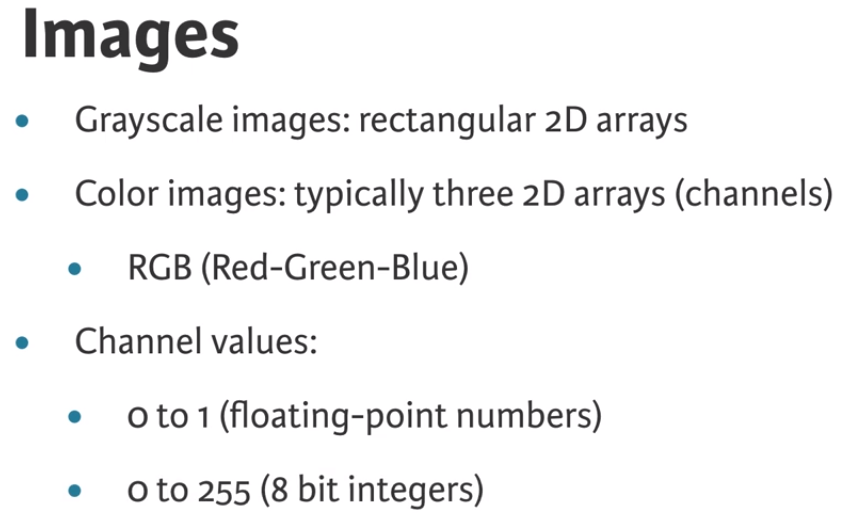 Images
• Grayscale images: rectangular 2D arrays
• Color images: typically three 2D arrays (channels)
• RGB (Red-Green-Blue)
• Channel values:
• 0 to 1 (floating-point numbers)
• 0 to 255 (8 bit integers)